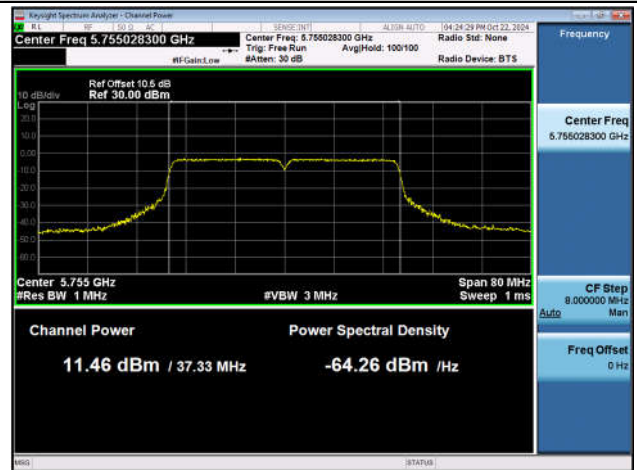 Keysight Spectrum Analyzer - Channel Power
RL RF 50 Ω AC SENSE:INT ALIGN AUTO 04:24:29 PM Oct 22, 2024
Center Freq 5.755028300 GHz
Center Freq: 5.755028300 GHz
Radio Std: None
Trig: Free Run Avg|Hold: 100/100
#IFGain:Low #Atten: 30 dB Radio Device: BTS
Frequency
Ref Offset 10.5 dB
10 dB/div Ref 30.00 dBm
Log
20.0
10.0
0.00
-10.0
-20.0
-30.0
-40.0
-50.0
-60.0
Center Freq
5.755028300 GHz
Center 5.755 GHz Span 80 MHz
#Res BW 1 MHz #VBW 3 MHz Sweep 1 ms
CF Step
8.000000 MHz
Auto Man
Channel Power Power Spectral Density
Freq Offset
0 Hz
11.46 dBm / 37.33 MHz -64.26 dBm /Hz
MSG STATUS